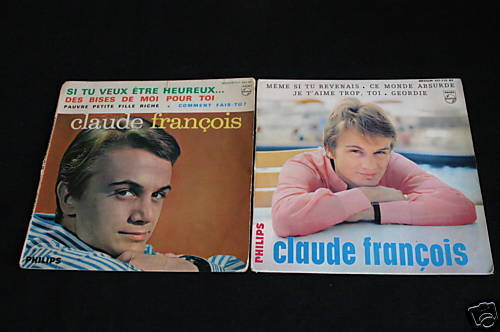 SI TU VEUX ÊTRE HEUREUX...
DES BISES DE MOI POUR TOI
PAUVRE PETITE FILLE RICHE • COMMENT FAIS-TU?
PHILIPS
claude françois
PHILIPS
MÊME SI TU REVENAIS • CE MONDE ABSURDE
JE T'AIME TROP, TOI • GEORDIE
PHILIPS
PHILIPS
claude françois